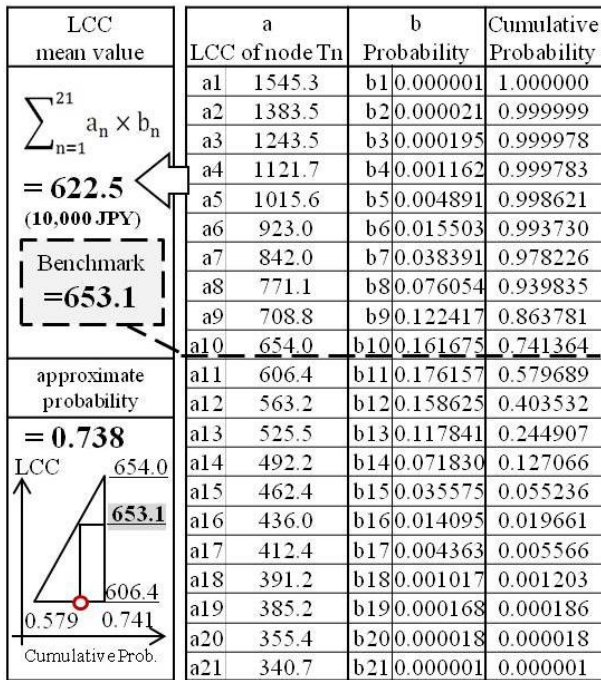 LCC
mean value
∑ 21 n=1 aₙ × bₙ
= 622.5
(10,000 JPY)
Benchmark
=653.1
approximate
probability
= 0.738
LCC
654.0
653.1
606.4
0.579 0.741
Cumulative Prob.
a b Cumulative
LCC of node Tn Probability Probability
a1 1545.3 b1 0.000001 1.000000
a2 1383.5 b2 0.000021 0.999999
a3 1243.5 b3 0.000195 0.999978
a4 1121.7 b4 0.001162 0.999783
a5 1015.6 b5 0.004891 0.998621
a6 923.0 b6 0.015503 0.993730
a7 842.0 b7 0.038391 0.978226
a8 771.1 b8 0.076054 0.939835
a9 708.8 b9 0.122417 0.863781
a10 654.0 b10 0.161675 0.741364
a11 606.4 b11 0.176157 0.579689
a12 563.2 b12 0.158625 0.403532
a13 525.5 b13 0.117841 0.244907
a14 492.2 b14 0.071830 0.127066
a15 462.4 b15 0.035575 0.055236
a16 436.0 b16 0.014095 0.019661
a17 412.4 b17 0.004363 0.005566
a18 391.2 b18 0.001017 0.001203
a19 385.2 b19 0.000168 0.000186
a20 355.4 b20 0.000018 0.000018
a21 340.7 b21 0.000001 0.000001